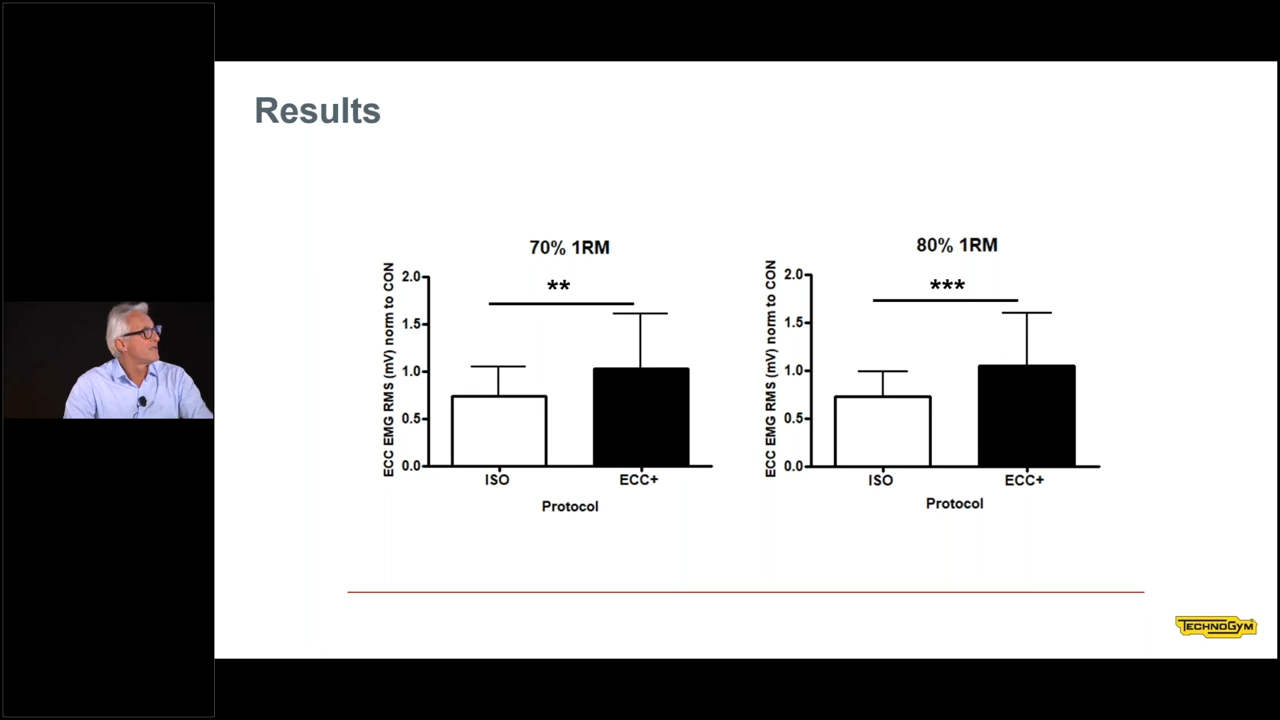 Results
70% 1RM
**
ECC EMG RMS (mV) norm to CON
2.0
1.5
1.0
0.5
0.0
ISO
ECC+
Protocol
80% 1RM
***
ECC EMG RMS (mV) norm to CON
2.0
1.5
1.0
0.5
0.0
ISO
ECC+
Protocol
TECHNOGYM